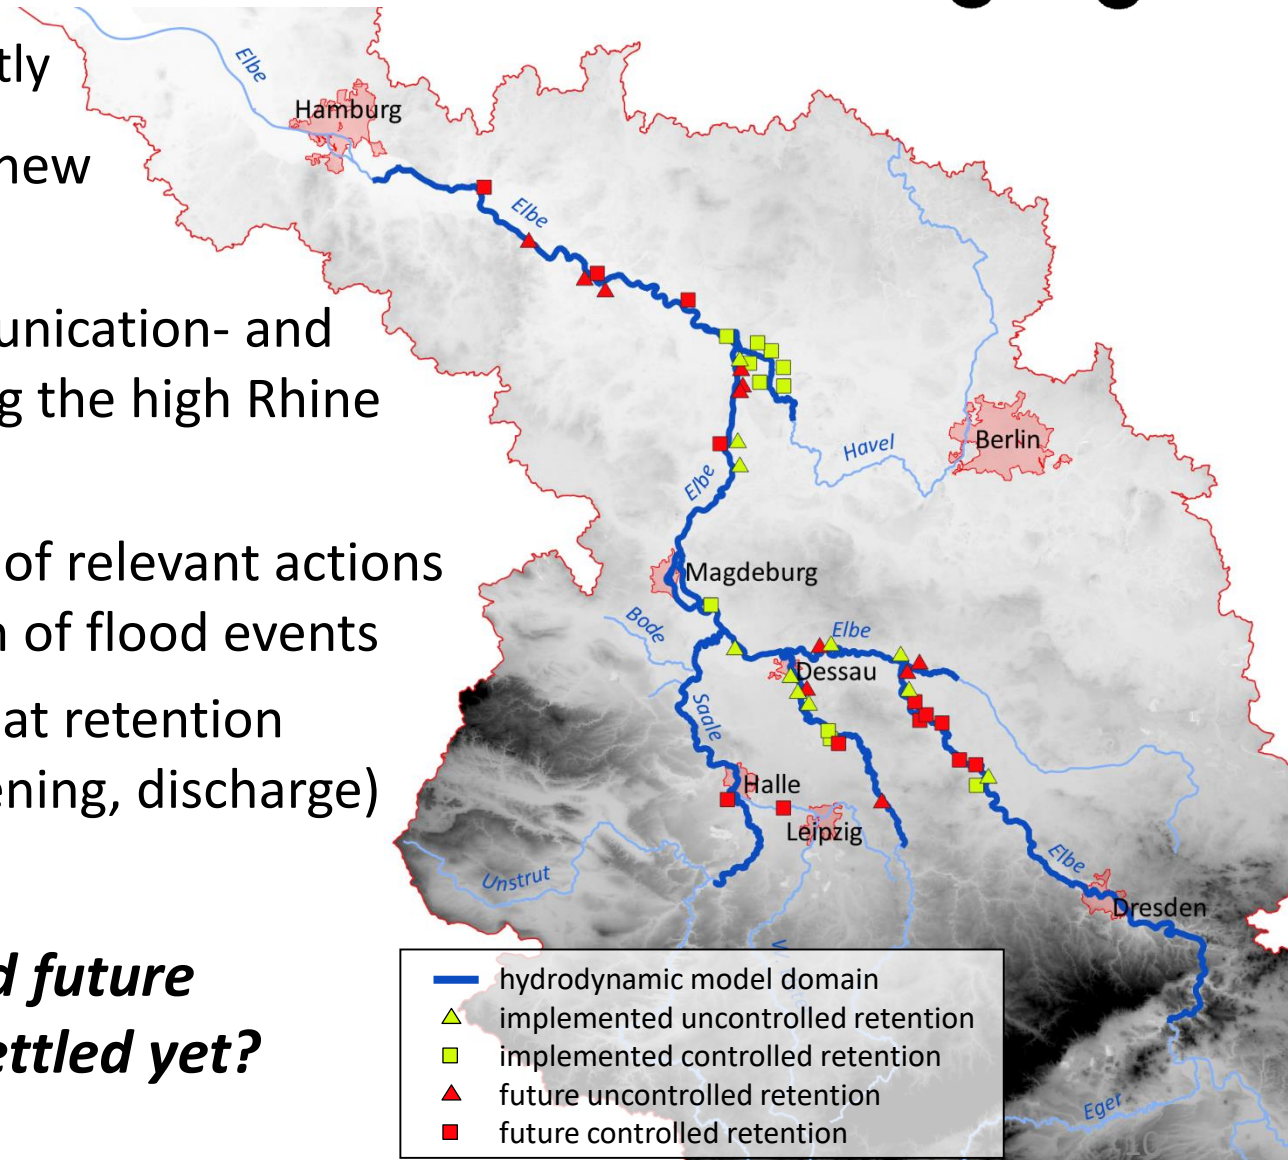 tly
new
unication- and
g the high Rhine
of relevant actions
n of flood events
at retention
ening, discharge)
d future
ettled yet?
Elbe
Hamburg
Elbe
Havel
Berlin
Elbe
Magdeburg
Bode
Elbe
Dessau
Saale
Halle
Leipzig
Unstrut
Elbe
Dresden
Eger
hydrodynamic model domain
implemented uncontrolled retention
implemented controlled retention
future uncontrolled retention
future controlled retention
10